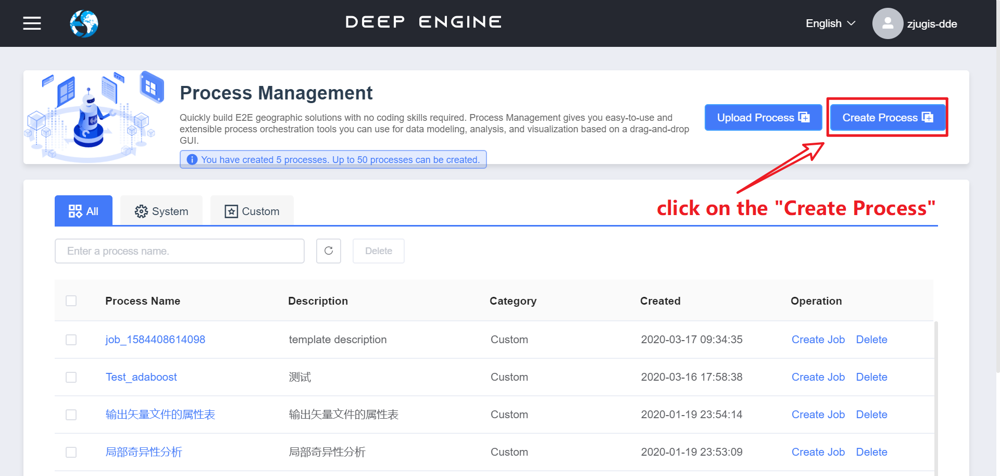 DEEP ENGINE
English
zjugis-dde
Process Management
Quickly build E2E geographic solutions with no coding skills required. Process Management gives you easy-to-use and
extensible process orchestration tools you can use for data modeling, analysis, and visualization based on a drag-and-drop
GUI.
You have created 5 processes. Up to 50 processes can be created.
Upload Process
Create Process
click on the "Create Process"
All
System
Custom
Enter a process name.
Delete
Process Name Description Category Created Operation
job_1584408614098 template description Custom 2020-03-17 09:34:35 Create Job Delete
Test_adaboost 测试 Custom 2020-03-16 17:58:38 Create Job Delete
输出矢量文件的属性表 输出矢量文件的属性表 Custom 2020-01-19 23:54:14 Create Job Delete
局部奇异性分析 局部奇异性分析 Custom 2020-01-19 23:53:09 Create Job Delete